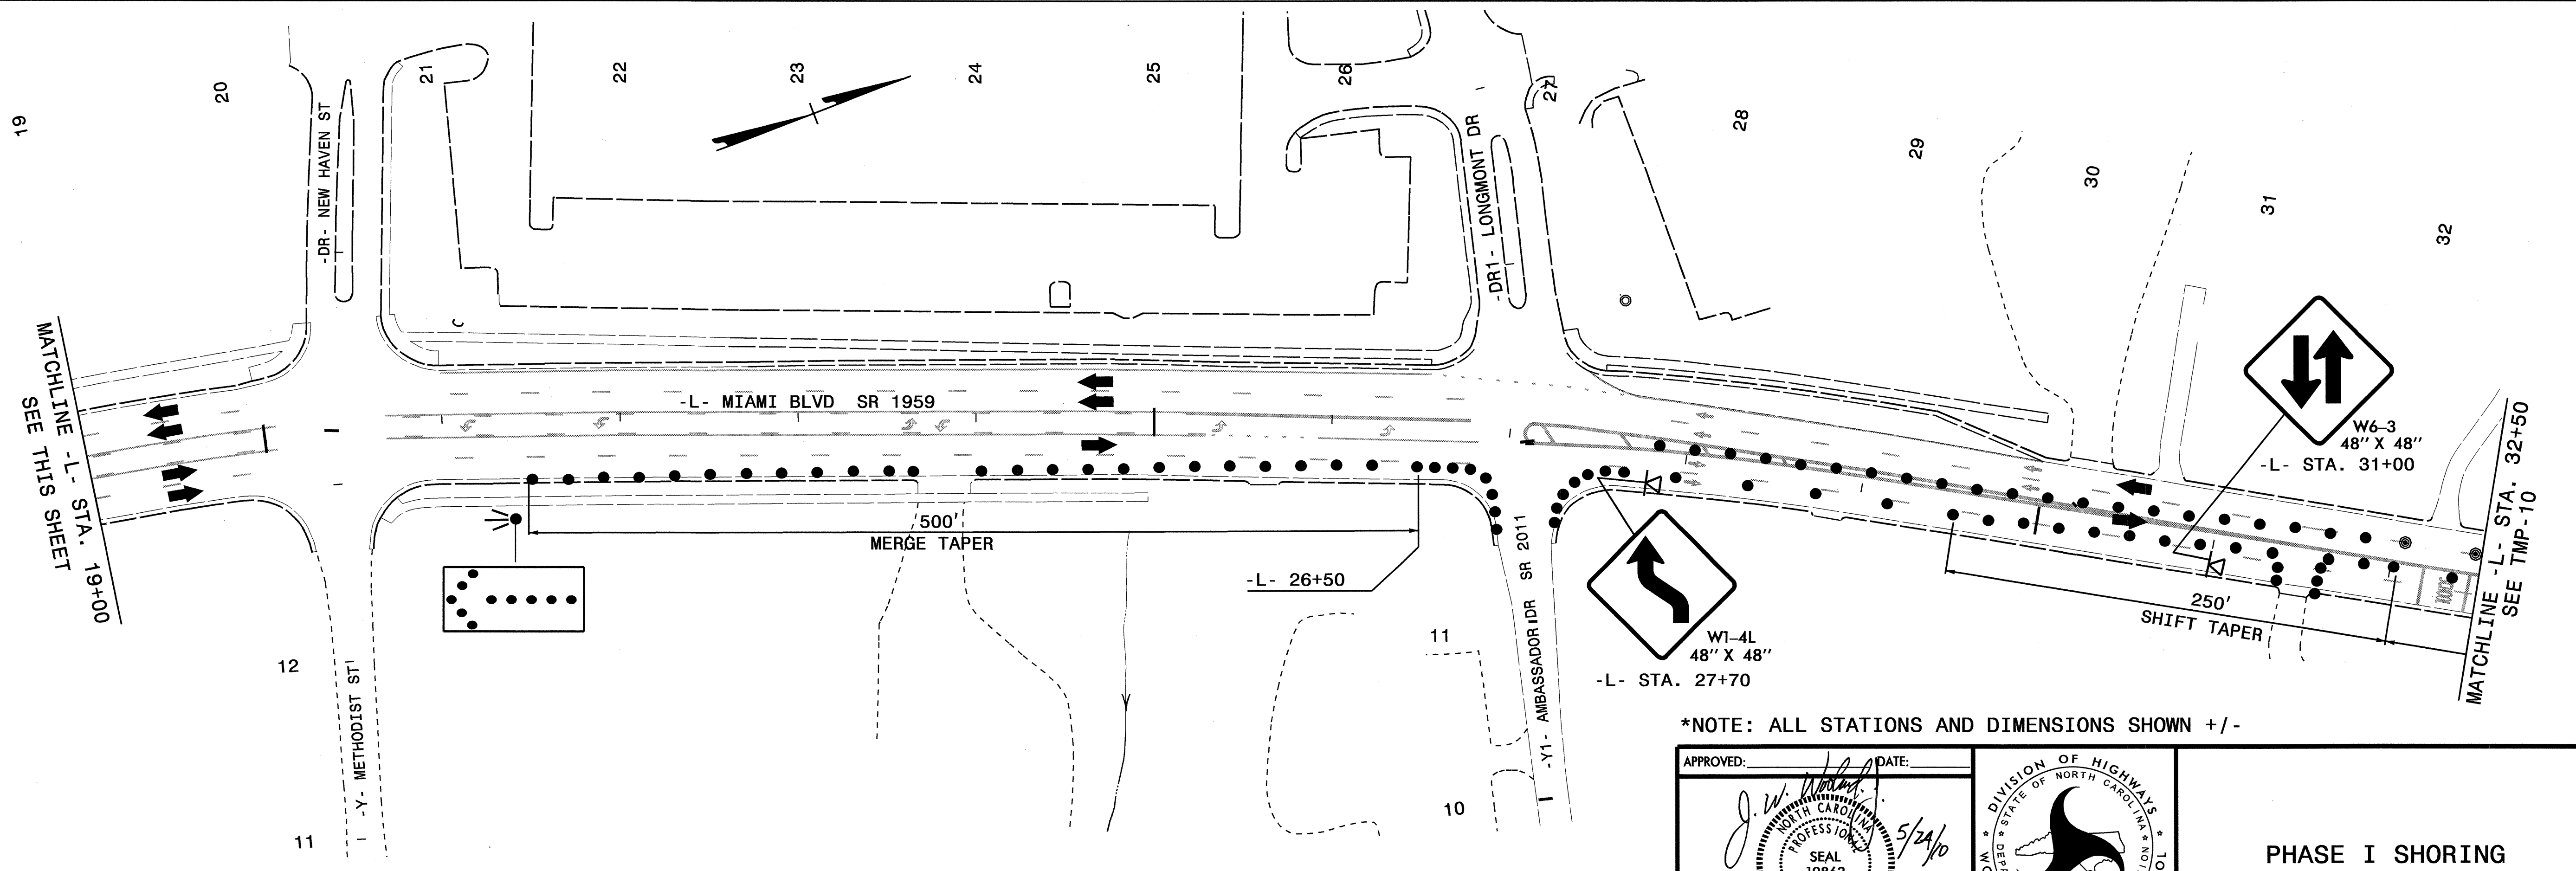 19
20
21
22
23
24
25
26
27
28
29
30
31
32
-DR- NEW HAVEN ST
-DR1- LONGMONT DR
MATCHLINE -L- STA. 19+00
SEE THIS SHEET
-L- MIAMI BLVD SR 1959
W6-3
48" X 48"
-L- STA. 31+00
MATCHLINE -L- STA. 32+50
SEE TMP-10
500'
MERGE TAPER
-L- 26+50
-Y1- AMBASSADOR DR SR 2011
W1-4L
48" X 48"
-L- STA. 27+70
250'
SHIFT TAPER
SCHOOL
12
11
-Y- METHODIST ST
11
10
*NOTE: ALL STATIONS AND DIMENSIONS SHOWN +/-
APPROVED: DATE:
J. W.
5/24/10
NORTH CAROLINA
PROFESSIONAL
SEAL
DIVISION OF HIGHWAYS
STATE OF NORTH CAROLINA
PHASE I SHORING